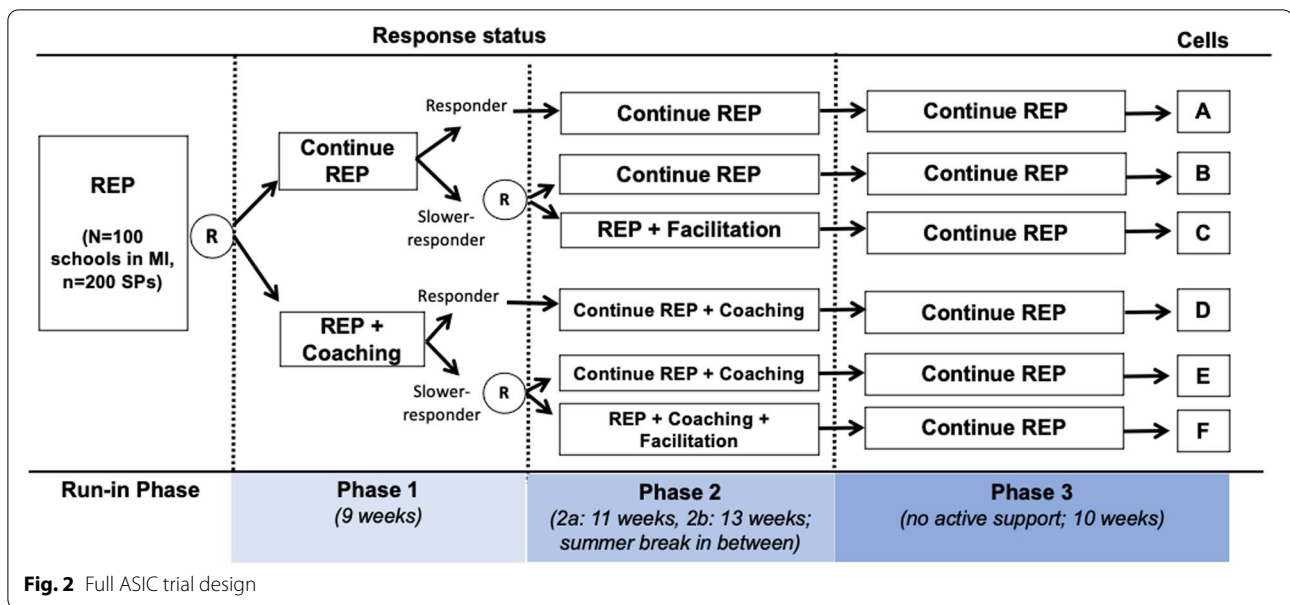 Response status
Cells
REP
(N=100
schools in MI,
n=200 SPs)
R
Continue
REP
REP +
Coaching
Responder
Slower-
responder
R
Responder
Slower-
responder
R
Continue REP
Continue REP
A
Continue REP
Continue REP
B
REP + Facilitation
Continue REP
C
Continue REP + Coaching
Continue REP
D
Continue REP + Coaching
Continue REP
E
REP + Coaching +
Facilitation
Continue REP
F
Run-in Phase
Phase 1
(9 weeks)
Phase 2
(2a: 11 weeks, 2b: 13 weeks;
summer break in between)
Phase 3
(no active support; 10 weeks)
Fig. 2 Full ASIC trial design